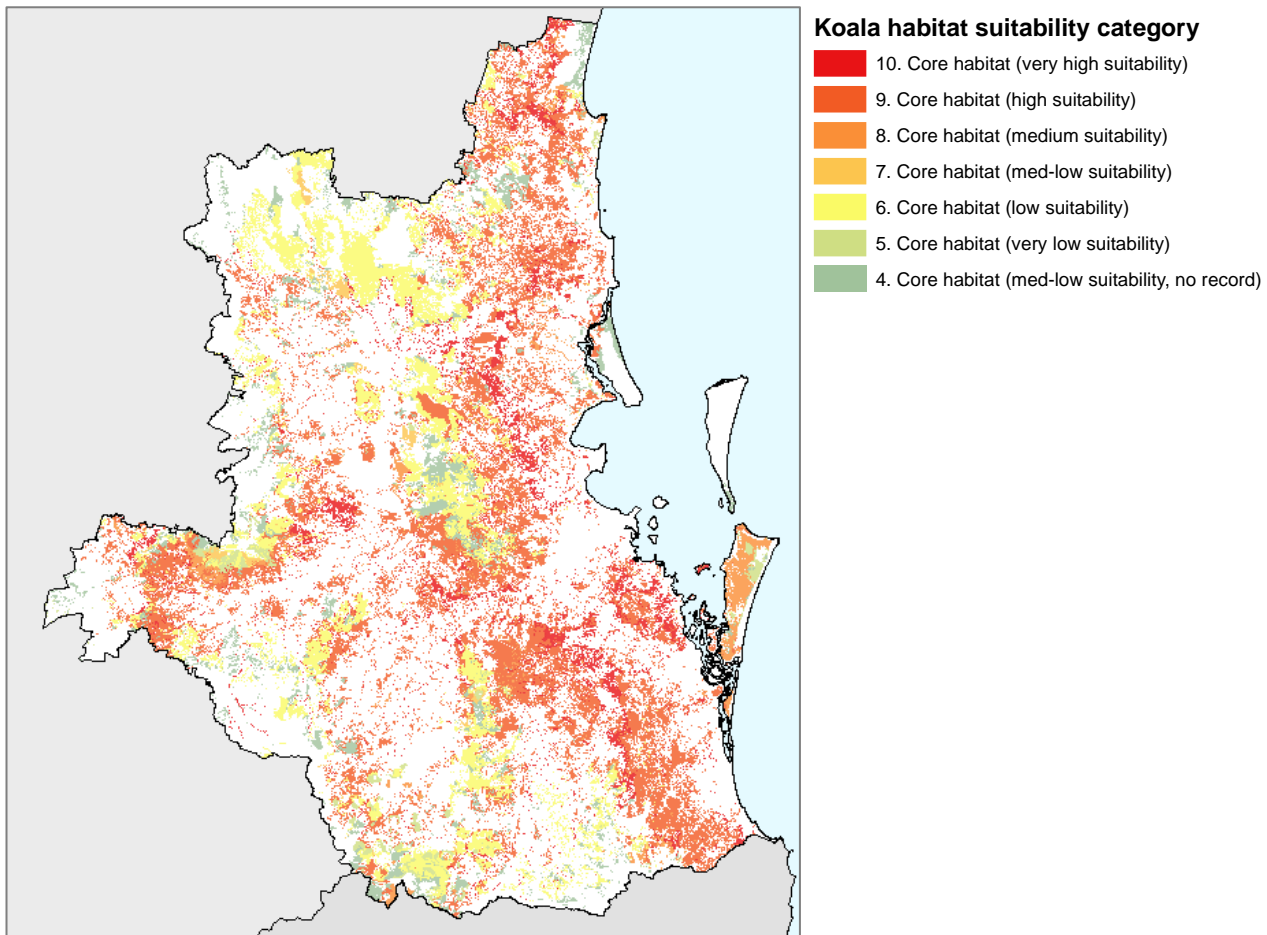 Koala habitat suitability category
10. Core habitat (very high suitability)
9. Core habitat (high suitability)
8. Core habitat (medium suitability)
7. Core habitat (med-low suitability)
6. Core habitat (low suitability)
5. Core habitat (very low suitability)
4. Core habitat (med-low suitability, no record)